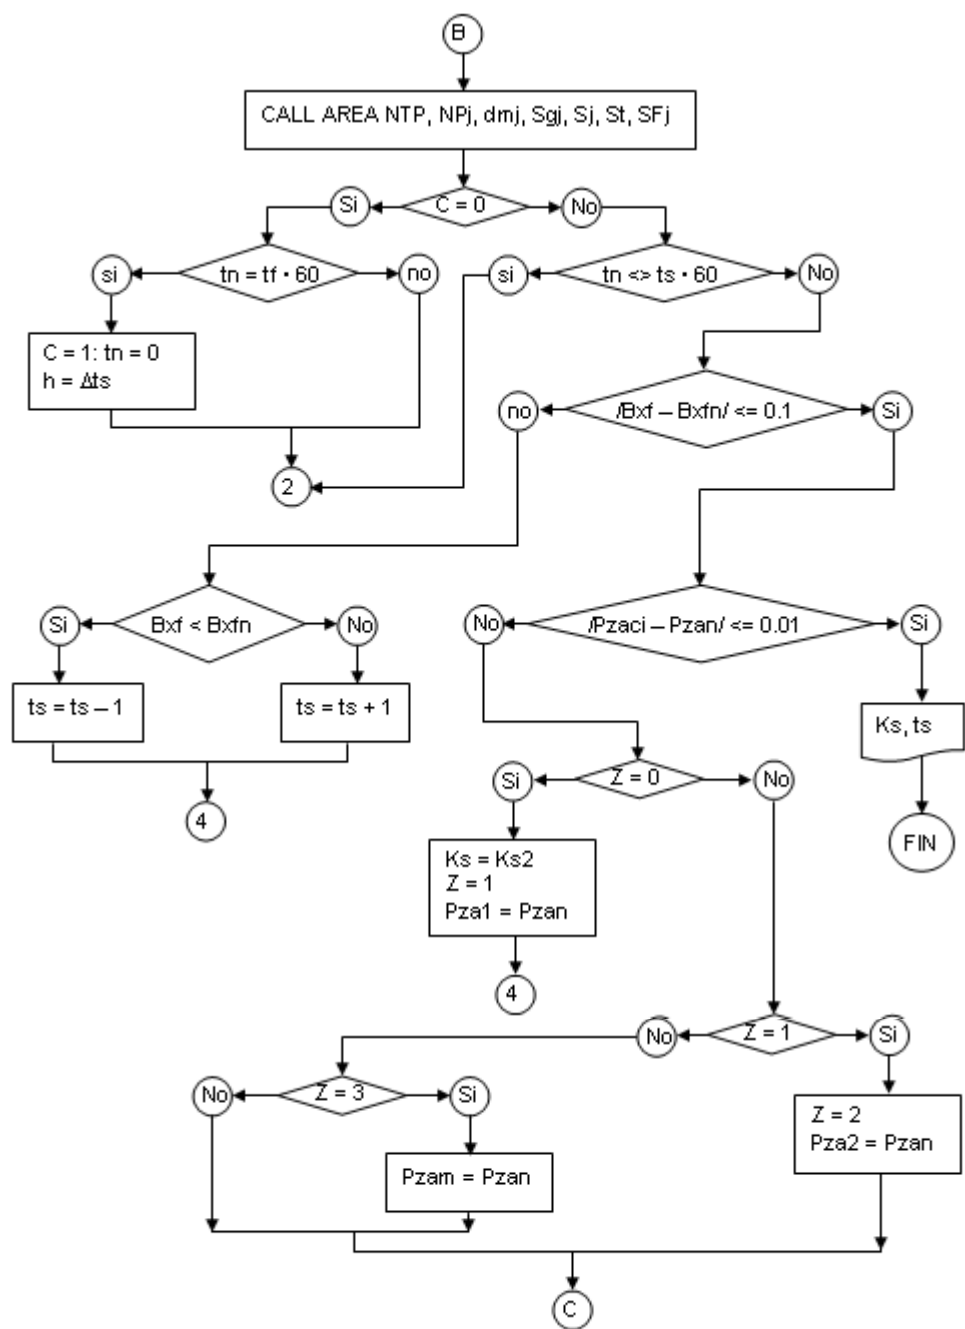 B
CALL AREA NTP, NPj, dmj, Sgj, Sj, St, SFj
Si
C = 0
No
si
tn = tf · 60
no
si
tn <> ts · 60
No
C = 1: tn = 0
h = Δts
no
/Bxf – Bxfn/ <= 0.1
Si
2
Si
Bxf < Bxfn
No
No
/Pzaci – Pzan/ <= 0.01
Si
ts = ts – 1
ts = ts + 1
Ks, ts
Si
Z = 0
No
4
FIN
Ks = Ks2
Z = 1
Pza1 = Pzan
4
No
Z = 1
Si
No
Z = 3
Si
Z = 2
Pza2 = Pzan
Pzam = Pzan
C